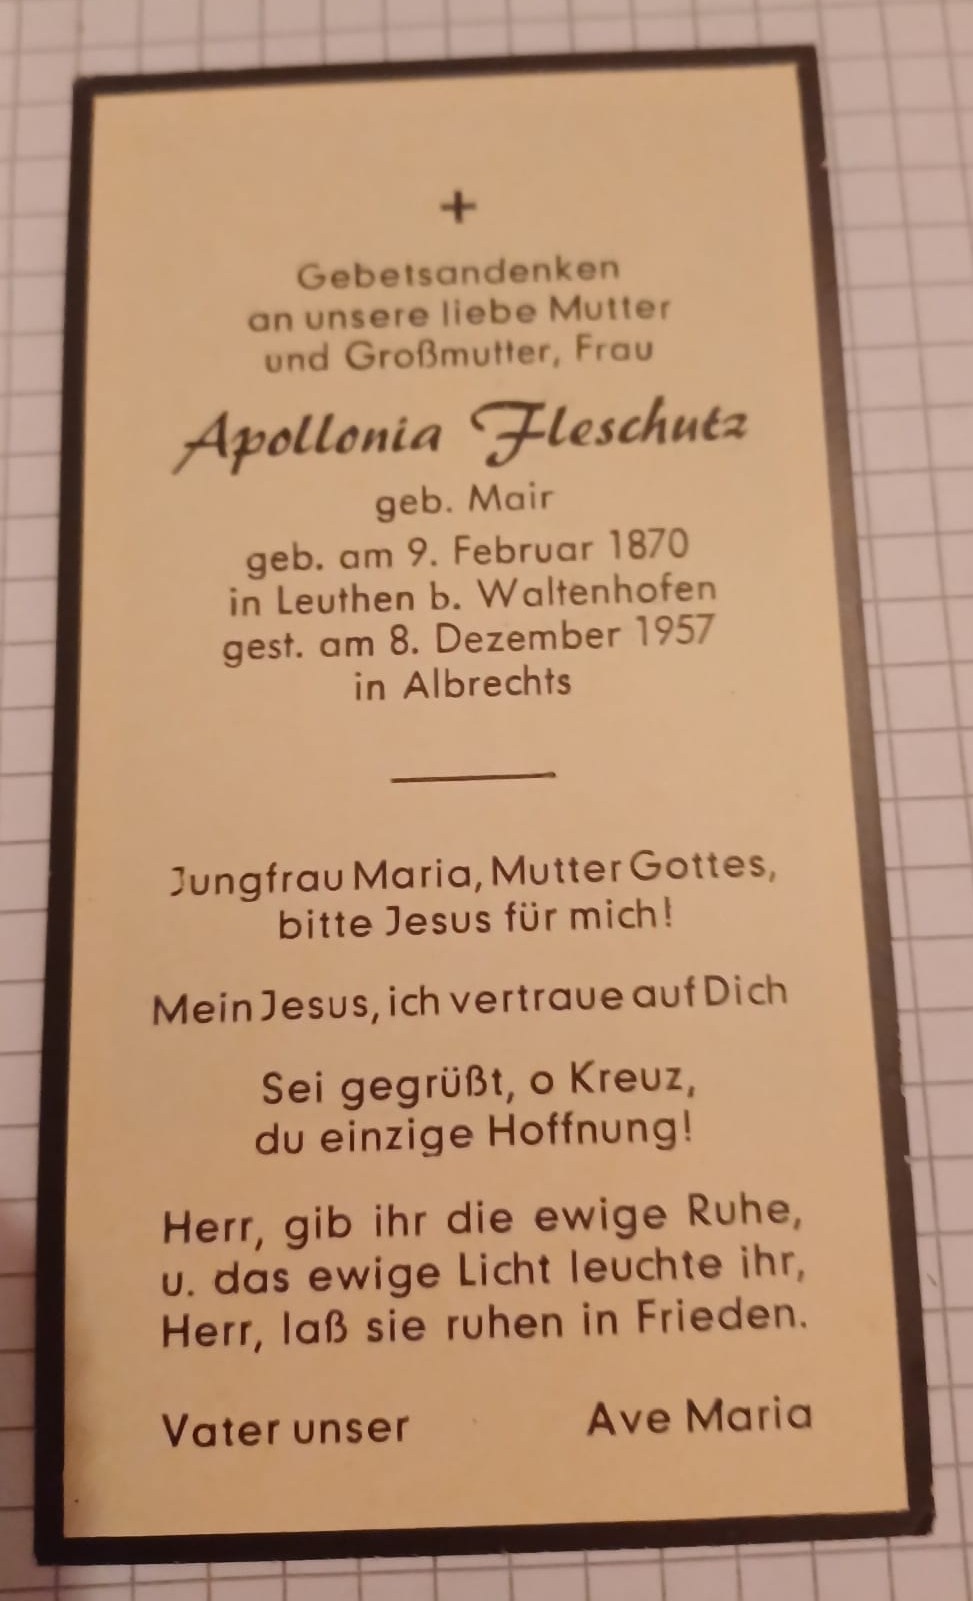 +
Gebetsandenken
an unsere liebe Mutter
und Großmutter, Frau
Apollonia Fleschutz
geb. Mair
geb. am 9. Februar 1870
in Leuthen b. Waltenhofen
gest. am 8. Dezember 1957
in Albrechts
Jungfrau Maria, Mutter Gottes,
bitte Jesus für mich!
Mein Jesus, ich vertraue auf Dich
Sei gegrüßt, o Kreuz,
du einzige Hoffnung!
Herr, gib ihr die ewige Ruhe,
u. das ewige Licht leuchte ihr,
Herr, laß sie ruhen in Frieden.
Vater unser Ave Maria